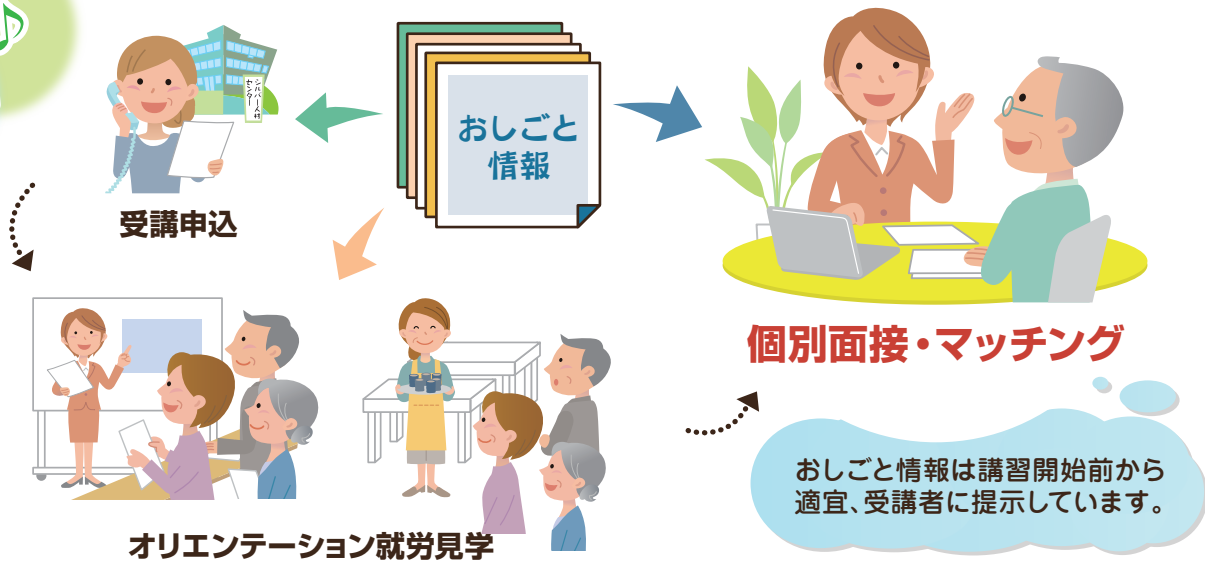 シルバー人材
センター
おしごと
情報
受講申込
個別面接・マッチング
オリエンテーション就労見学
おしごと情報は講習開始前から
適宜、受講者に提示しています。